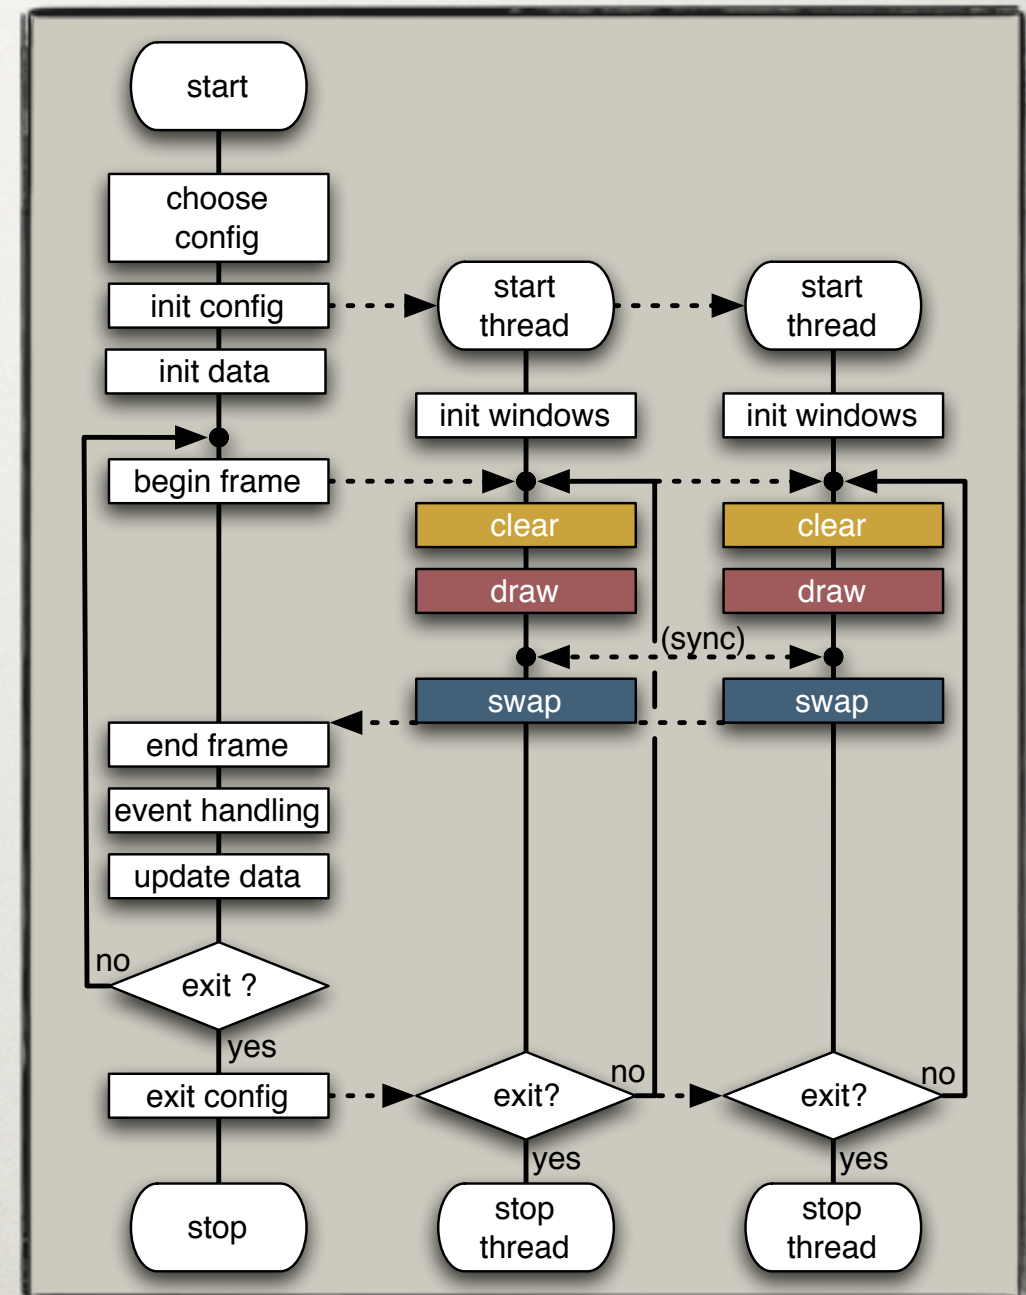 start
choose
config
init config
init data
begin frame
end frame
event handling
update data
exit ?
no
yes
exit config
stop
start
thread
init windows
clear
draw
(sync)
swap
exit?
no
yes
stop
thread
start
thread
init windows
clear
draw
swap
exit?
no
yes
stop
thread